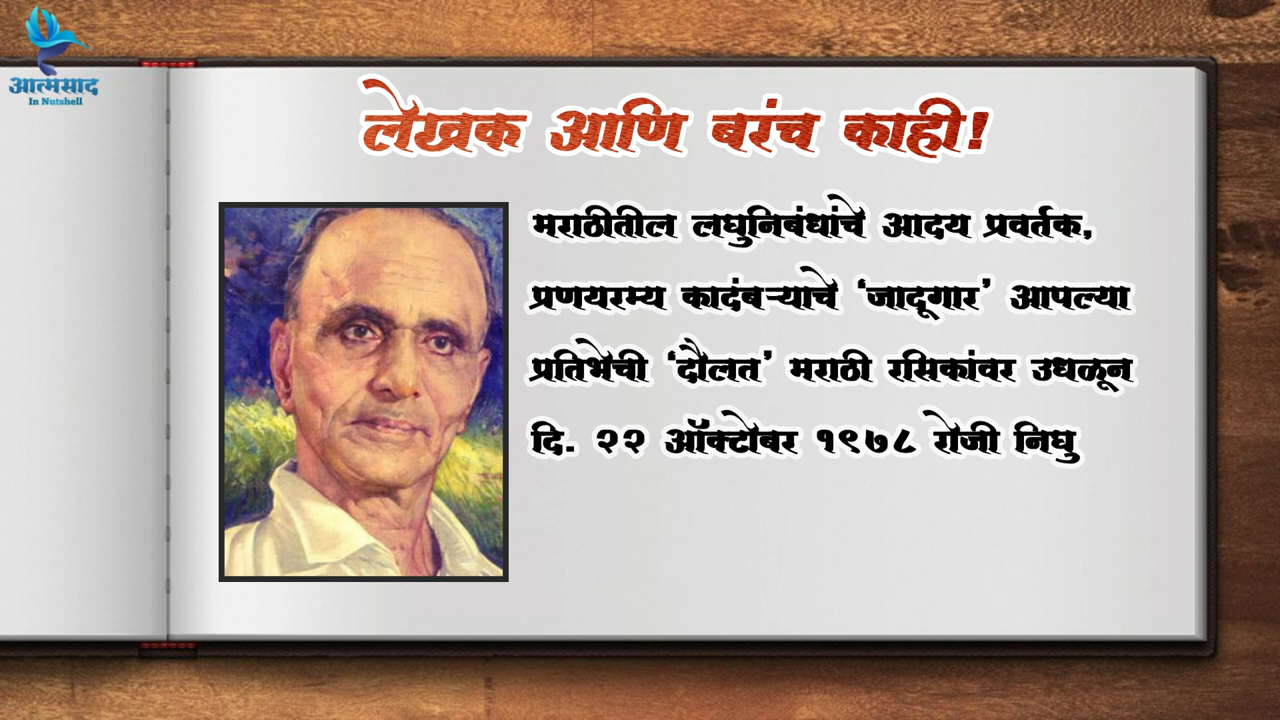 आत्मसाद
In Nutshell
लेखक आणि बरंच काही!
मराठीतील लघुनिबंधांचे आदय प्रवर्तक,
प्रणयरम्य कादंबऱ्याचे ‘जादूगार’ आपल्या
प्रतिभेची ‘दौलत’ मराठी रसिकांवर उधळून
दि. २२ ऑक्टोबर १९७८ रोजी निघु